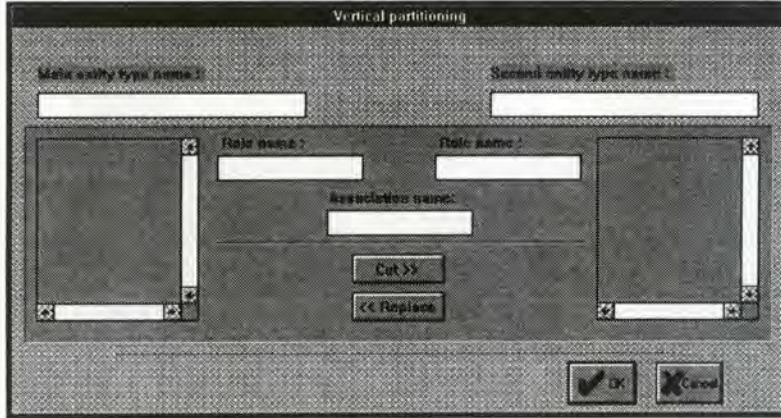 Vertical partitioning
Main entity type name :
Second entity type name :
Role name :
Role name :
Association name:
Cut >>
<< Replace
OK
Cancel